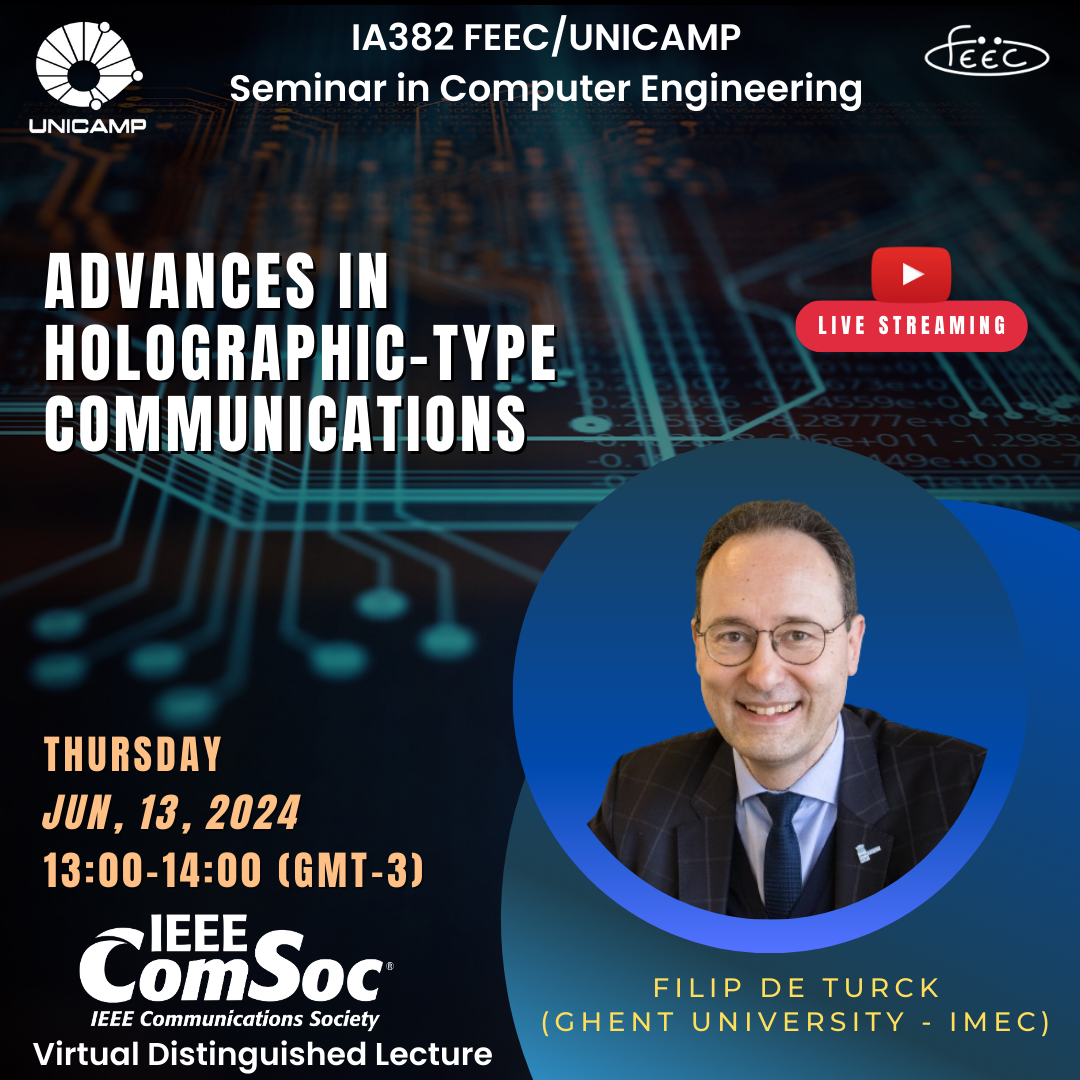 IA382 FEEC/UNICAMP
Seminar in Computer Engineering
UNICAMP
FEEC
ADVANCES IN
HOLOGRAPHIC-TYPE
COMMUNICATIONS
LIVE STREAMING
THURSDAY
JUN, 13, 2024
13:00-14:00 (GMT-3)
IEEE
ComSoc®
IEEE Communications Society
Virtual Distinguished Lecture
FILIP DE TURCK
(GHENT UNIVERSITY - IMEC)